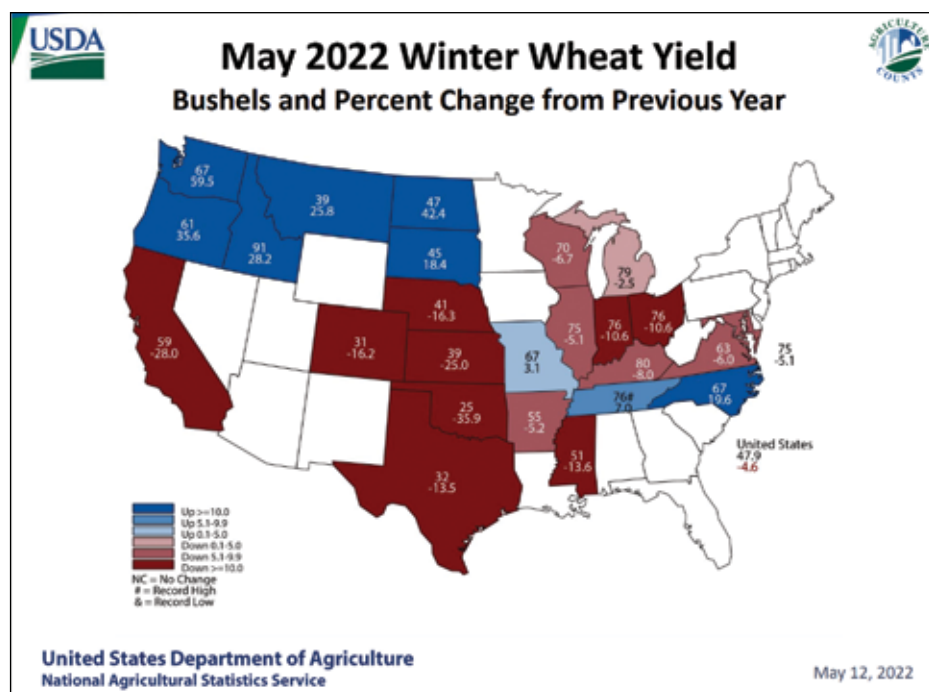 USDA
May 2022 Winter Wheat Yield
Bushels and Percent Change from Previous Year
AGRICULTURE
COUNTS
67
59.5
39
25.8
47
42.4
61
35.6
91
28.2
45
18.4
70
-6.7
79
-2.5
41
-16.3
59
-28.0
31
-16.2
39
-25.0
67
3.1
75
-5.1
76
-10.6
76
-10.6
80
-8.0
63
-6.0
75
-5.1
25
-35.9
55
-5.2
76#
7.0
67
19.6
51
-13.6
32
-13.5
United States
47.9
-4.6
Up >=10.0
Up 5.1-9.9
Up 0.1-5.0
Down 0.1-5.0
Down 5.1-9.9
Down >=10.0
NC = No Change
# = Record High
& = Record Low
United States Department of Agriculture
National Agricultural Statistics Service
May 12, 2022